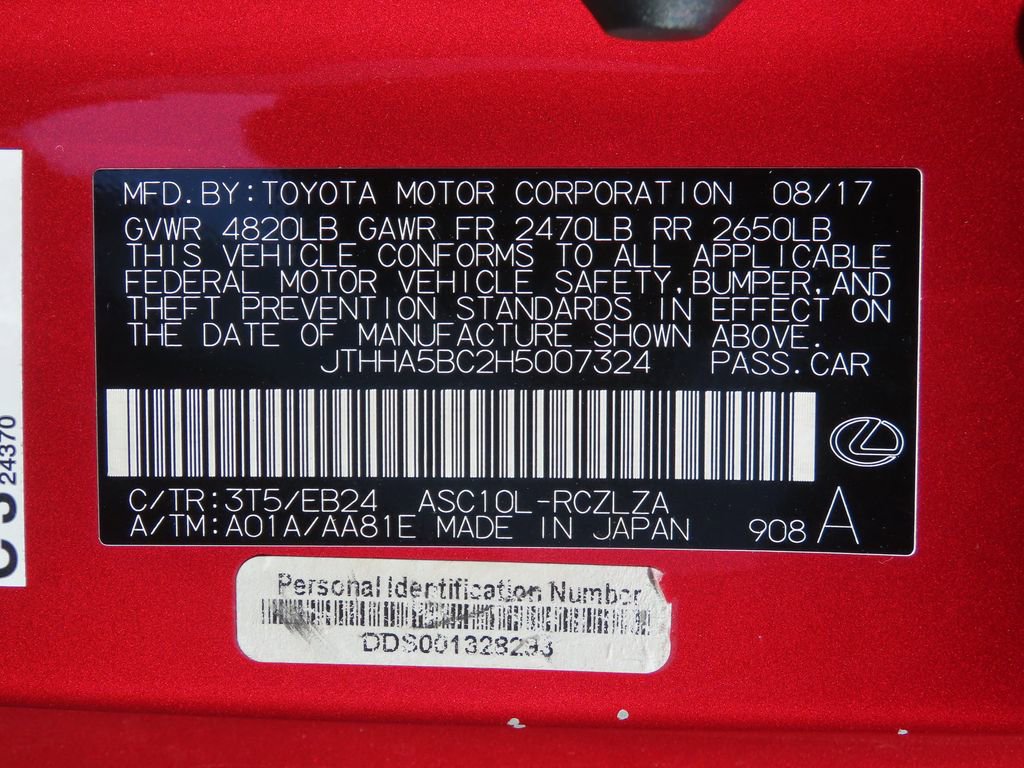 MFD.BY:TOYOTA MOTOR CORPORATION 08/17
GVWR 4820LB GAWR FR 2470LB RR 2650LB
THIS VEHICLE CONFORMS TO ALL APPLICABLE
FEDERAL MOTOR VEHICLE SAFETY,BUMPER,AND
THEFT PREVENTION STANDARDS IN EFFECT ON
THE DATE OF MANUFACTURE SHOWN ABOVE.
JTHHA5BC2H5007324 PASS.CAR
C/TR:3T5/EB24 ASC10L-RCZLZA
A/TM:A01A/AA81E MADE IN JAPAN 908 A
Personal Identification Number
DDS001328293
24370